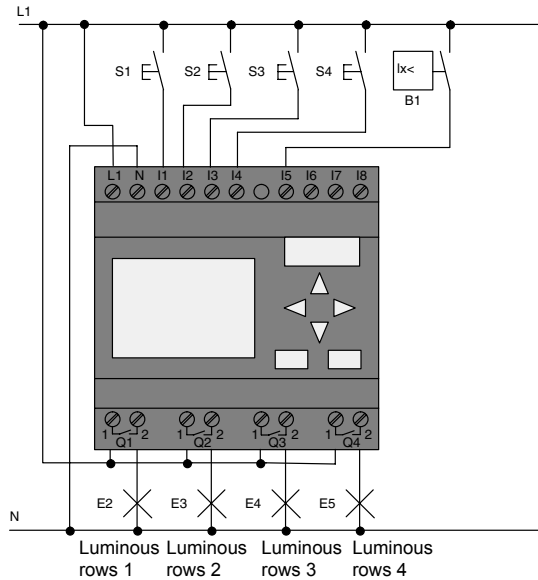 L1
S1 S2 S3 S4 Ix<
B1
L1 N I1 I2 I3 I4 I5 I6 I7 I8
1 2 1 2 1 2 1 2
Q1 Q2 Q3 Q4
E2 E3 E4 E5
N
Luminous Luminous Luminous Luminous
rows 1 rows 2 rows 3 rows 4